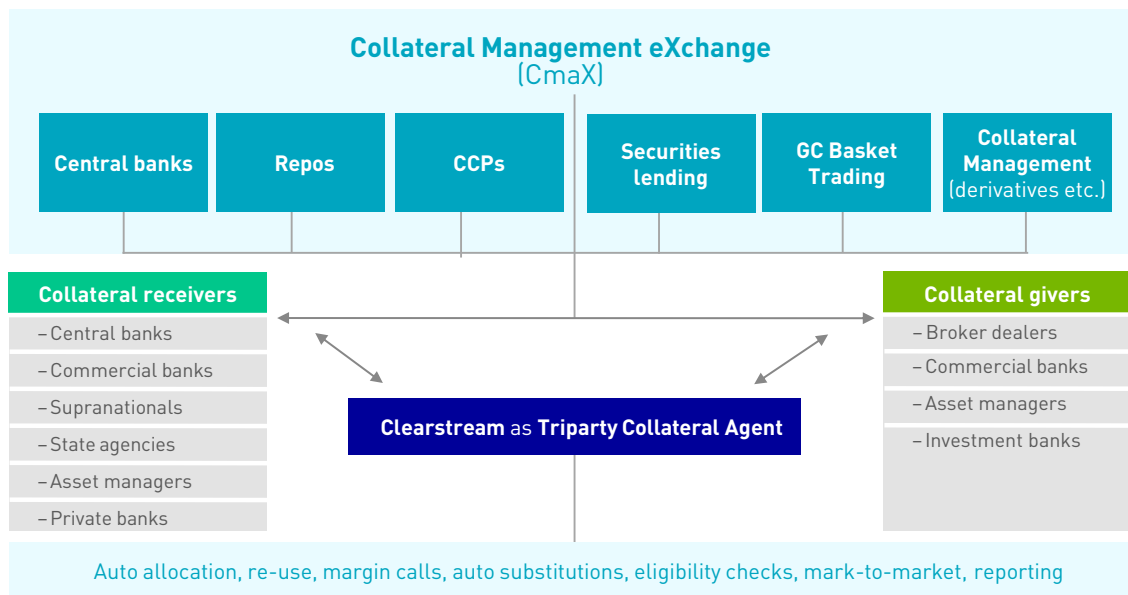 Collateral Management eXchange
(CmaX)
Central banks
Repos
CCPs
Securities
lending
GC Basket
Trading
Collateral
Management
(derivatives etc.)
Collateral receivers
– Central banks
– Commercial banks
– Supranationals
– State agencies
– Asset managers
– Private banks
Collateral givers
– Broker dealers
– Commercial banks
– Asset managers
– Investment banks
Clearstream as Triparty Collateral Agent
Auto allocation, re-use, margin calls, auto substitutions, eligibility checks, mark-to-market, reporting